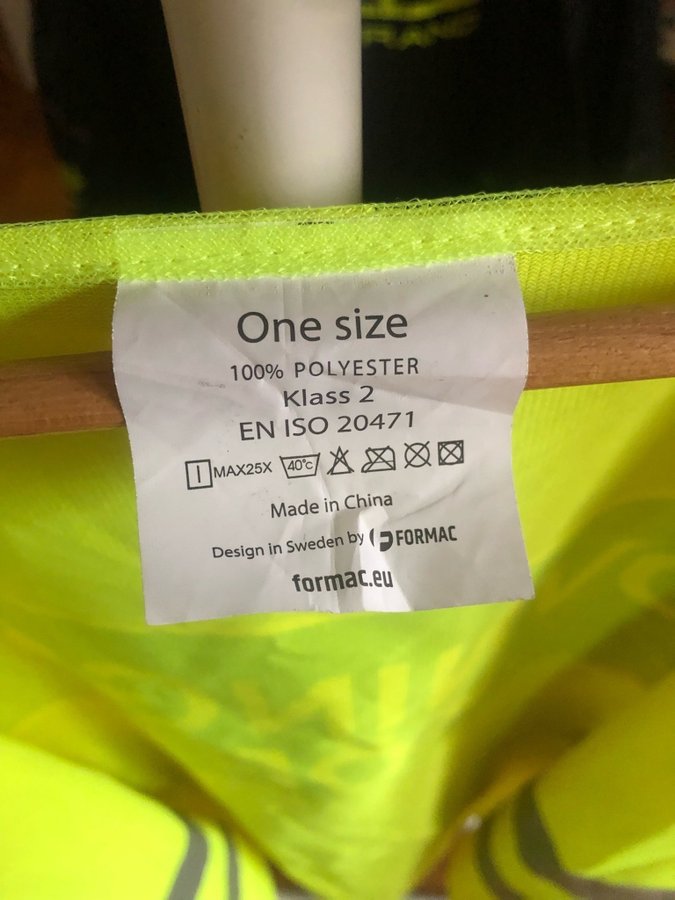 One size
100% POLYESTER
Klass 2
EN ISO 20471
MAX25X 40°C
Made in China
Design in Sweden by FORMAC
formac.eu